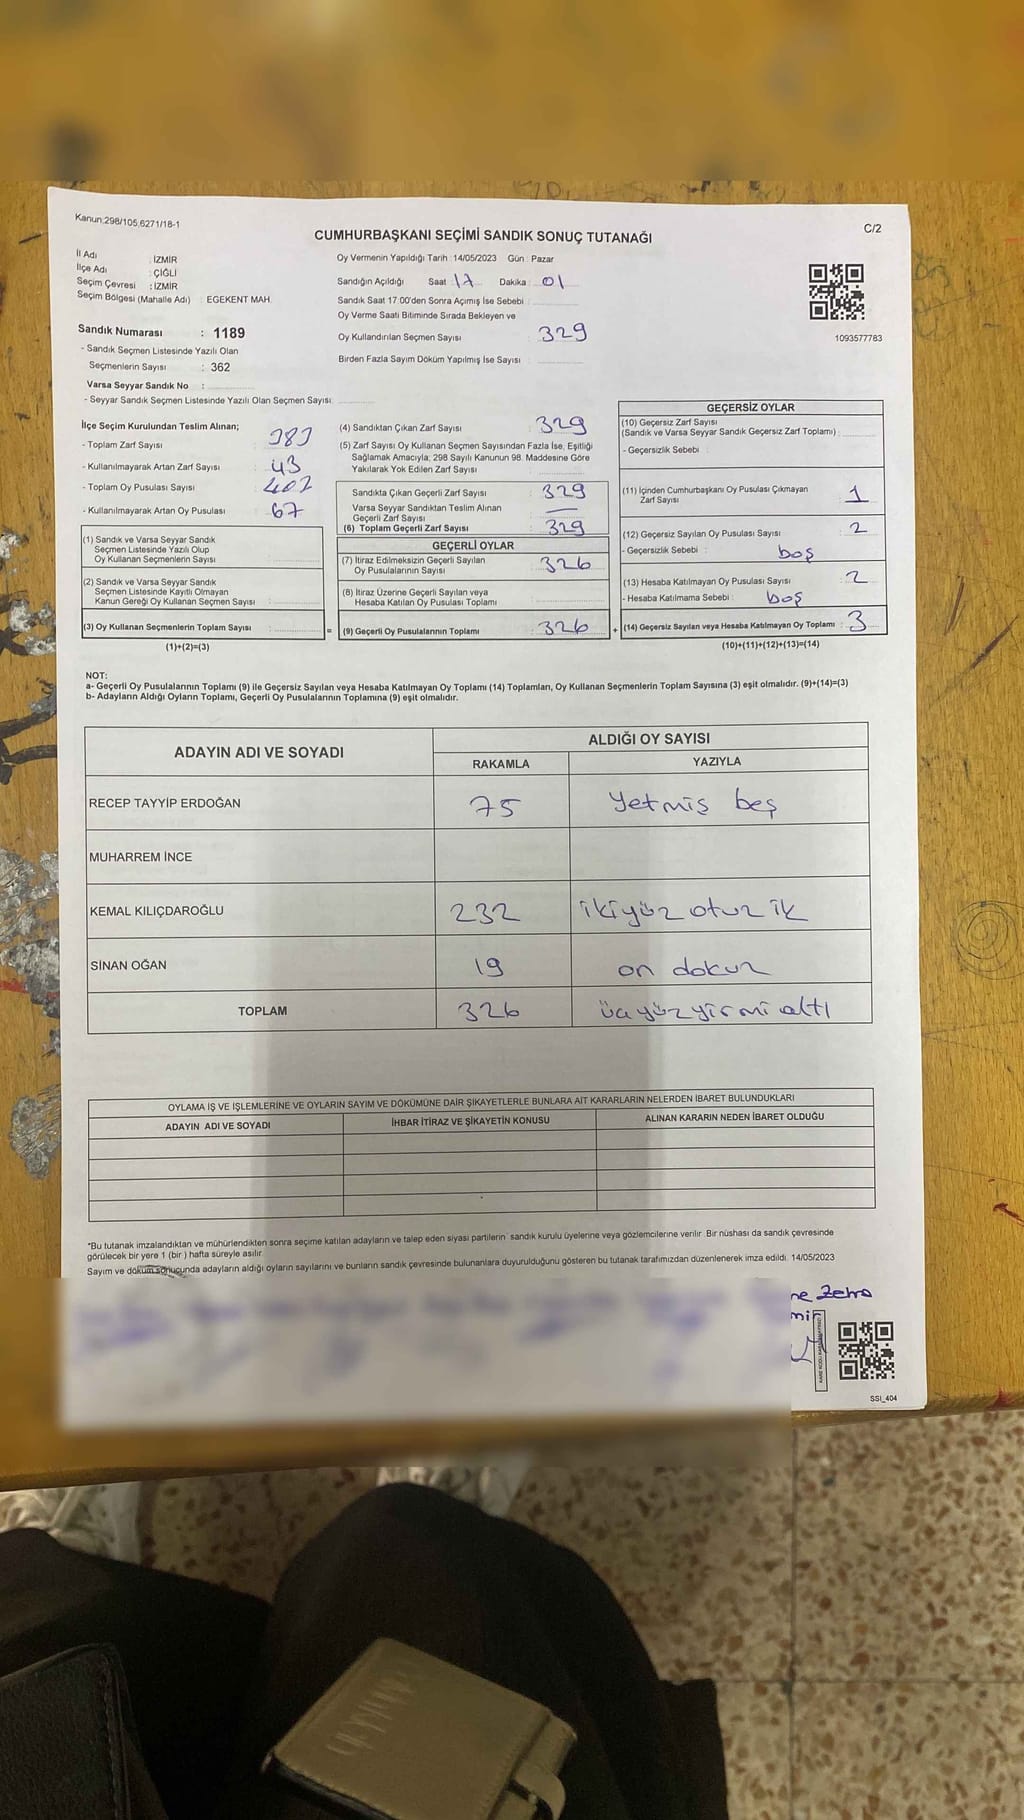 Kanun:298/105,6271/18-1
C/2
CUMHURBAŞKANI SEÇİMİ SANDIK SONUÇ TUTANAĞI
İl Adı : İZMİR
İlçe Adı : ÇİĞLİ
Seçim Çevresi : İZMİR
Seçim Bölgesi (Mahalle Adı) : EGEKENT MAH.
Sandık Numarası : 1189
- Sandık Seçmen Listesinde Yazılı Olan
Seçmenlerin Sayısı : 362
Varsa Seyyar Sandık No :
- Seyyar Sandık Seçmen Listesinde Yazılı Olan Seçmen Sayısı:
Oy Vermenin Yapıldığı Tarih : 14/05/2023 Gün : Pazar
Sandığın Açıldığı Saat : 17 Dakika : 01
Sandık Saat 17:00'den Sonra Açımış İse Sebebi :
Oy Verme Saati Bitiminde Sırada Bekleyen ve
Oy Kullandırılan Seçmen Sayısı : 329
Birden Fazla Sayım Döküm Yapılmış İse Sayısı :
1093577783
İlçe Seçim Kurulundan Teslim Alınan;
- Toplam Zarf Sayısı :
- Kullanılmayarak Artan Zarf Sayısı : 43
- Toplam Oy Pusulası Sayısı :
- Kullanılmayarak Artan Oy Pusulası : 67
(1) Sandık ve Varsa Seyyar Sandık
Seçmen Listesinde Yazılı Olup
Oy Kullanan Seçmenlerin Sayısı :
(2) Sandık ve Varsa Seyyar Sandık
Seçmen Listesinde Kayıtlı Olmayan
Kanun Gereği Oy Kullanan Seçmen Sayısı :
(3) Oy Kullanan Seçmenlerin Toplam Sayısı : =
(1)+(2)=(3)
(4) Sandıktan Çıkan Zarf Sayısı : 329
(5) Zarf Sayısı Oy Kullanan Seçmen Sayısından Fazla İse, Eşitliği
Sağlamak Amacıyla; 298 Sayılı Kanunun 98. Maddesine Göre
Yakılarak Yok Edilen Zarf Sayısı :
Sandıkta Çıkan Geçerli Zarf Sayısı : 329
Varsa Seyyar Sandıktan Teslim Alınan
Geçerli Zarf Sayısı : —
(6) Toplam Geçerli Zarf Sayısı : 329
GEÇERLİ OYLAR
(7) İtiraz Edilmeksizin Geçerli Sayılan
Oy Pusulalarının Sayısı : 326
(8) İtiraz Üzerine Geçerli Sayılan veya
Hesaba Katılan Oy Pusulası Toplamı :
(9) Geçerli Oy Pusulalarının Toplamı : 326 +
GEÇERSİZ OYLAR
(10) Geçersiz Zarf Sayısı
(Sandık ve Varsa Seyyar Sandık Geçersiz Zarf Toplamı) :
- Geçersizlik Sebebi :
(11) İçinden Cumhurbaşkanı Oy Pusulası Çıkmayan
Zarf Sayısı : 1
(12) Geçersiz Sayılan Oy Pusulası Sayısı : 2
- Geçersizlik Sebebi : boş
(13) Hesaba Katılmayan Oy Pusulası Sayısı : 2
- Hesaba Katılmama Sebebi : boş
(14) Geçersiz Sayılan veya Hesaba Katılmayan Oy Toplamı : 3
(10)+(11)+(12)+(13)=(14)
NOT:
a- Geçerli Oy Pusulalarının Toplamı (9) ile Geçersiz Sayılan veya Hesaba Katılmayan Oy Toplamı (14) Toplamları, Oy Kullanan Seçmenlerin Toplam Sayısına (3) eşit olmalıdır. (9)+(14)=(3)
b- Adayların Aldığı Oyların Toplamı, Geçerli Oy Pusulalarının Toplamına (9) eşit olmalıdır.
ADAYIN ADI VE SOYADI
ALDIĞI OY SAYISI
RAKAMLA YAZIYLA
RECEP TAYYİP ERDOĞAN 75 Yetmiş beş
MUHARREM İNCE
KEMAL KILIÇDAROĞLU 232 ikiyüz otuz ik
SİNAN OĞAN 19 on dokuz
TOPLAM 326 üçyüzyirmi altı
OYLAMA İŞ VE İŞLEMLERİNE VE OYLARIN SAYIM VE DÖKÜMÜNE DAİR ŞİKAYETLERLE BUNLARA AİT KARARLARIN NELERDEN İBARET BULUNDUKLARI
ADAYIN ADI VE SOYADI İHBAR İTİRAZ VE ŞİKAYETİN KONUSU ALINAN KARARIN NEDEN İBARET OLDUĞU
*Bu tutanak imzalandıktan ve mühürlendikten sonra seçime katılan adayların ve talep eden siyasi partilerin sandık kurulu üyelerine veya gözlemcilerine verilir. Bir nüshası da sandık çevresinde
görülecek bir yere 1 (bir) hafta süreyle asılır.
Sayım ve döküm sonucunda adayların aldığı oyların sayılarını ve bunların sandık çevresinde bulunanlara duyurulduğunu gösteren bu tutanak tarafımızdan düzenlenerek imza edildi. 14/05/2023
ne Zehra
min
SSI_404